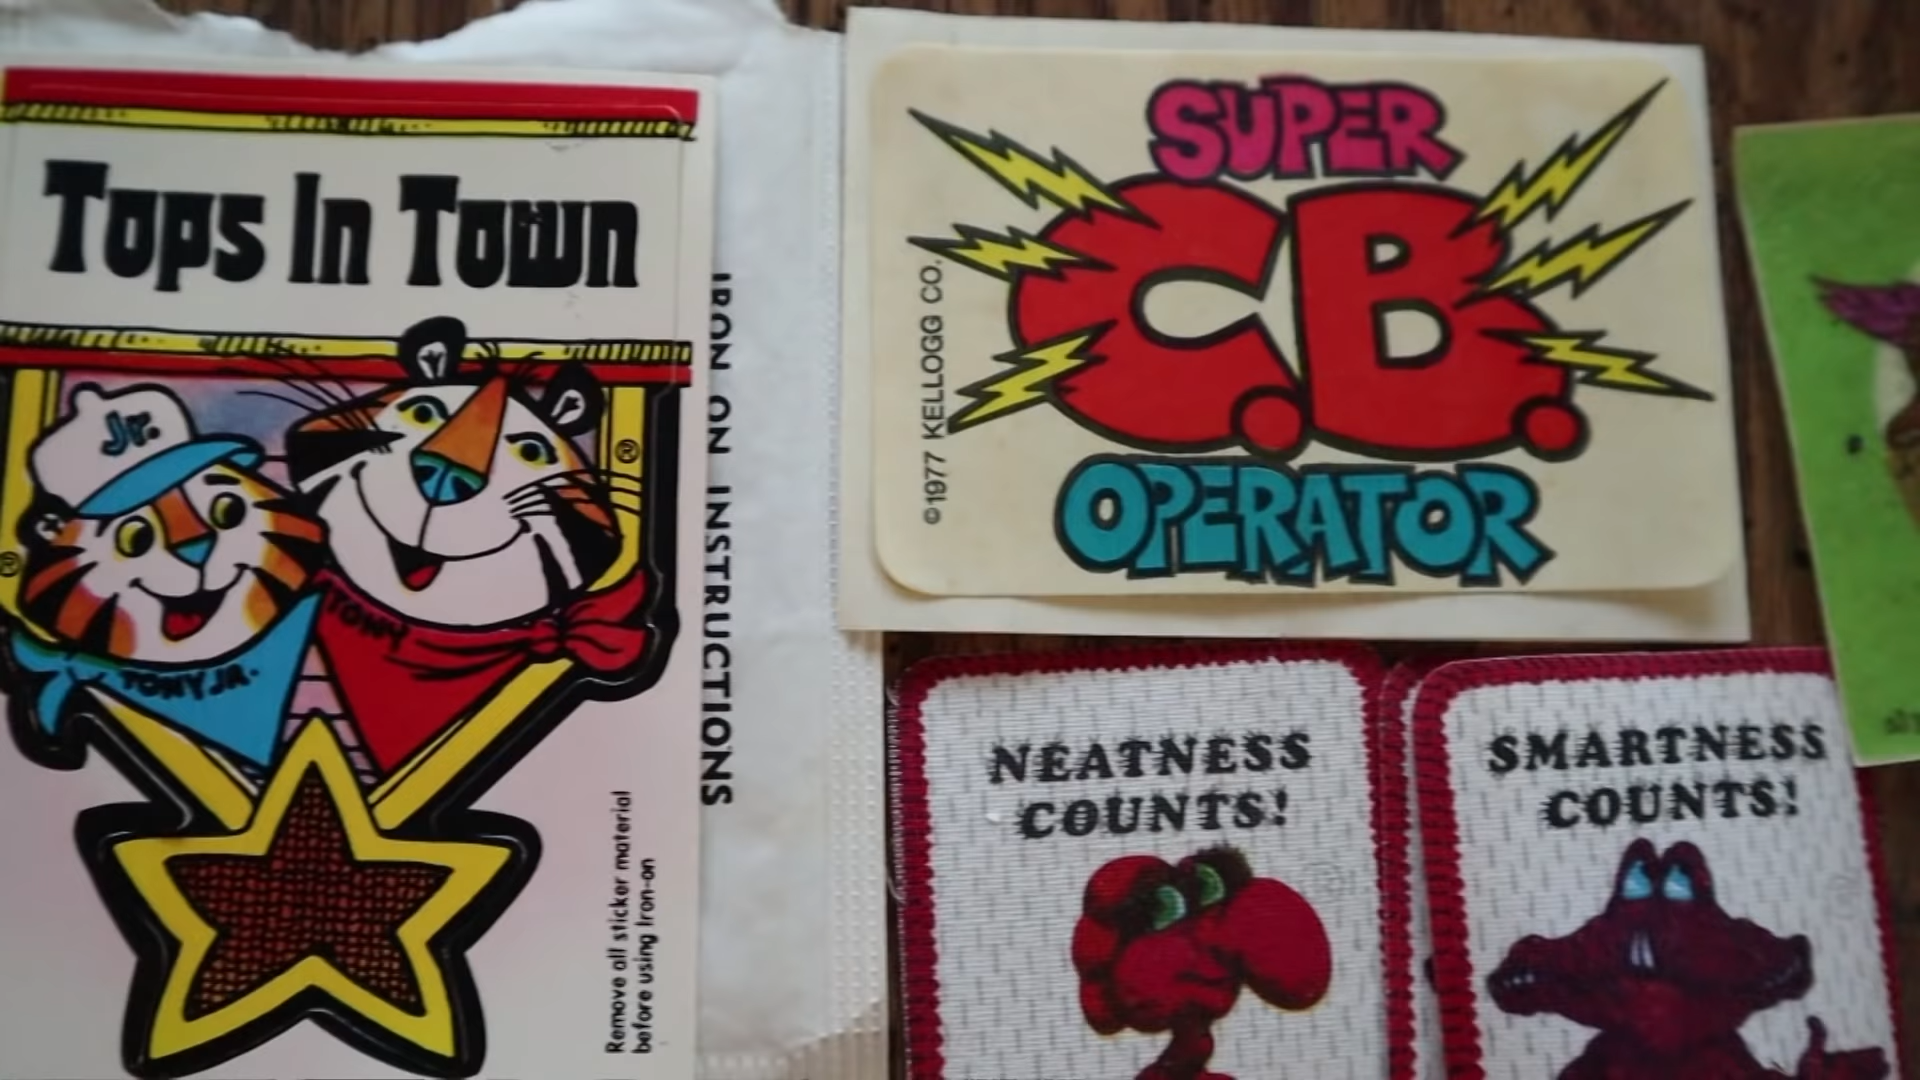 Tops In Town
Jr.
®
®
TONY
TONY JR.
Remove all sticker material
before using Iron-on
IRON ON INSTRUCTIONS
SUPER
C.B.
OPERATOR
©1977 KELLOGG CO.
NEATNESS
COUNTS!
SMARTNESS
COUNTS!